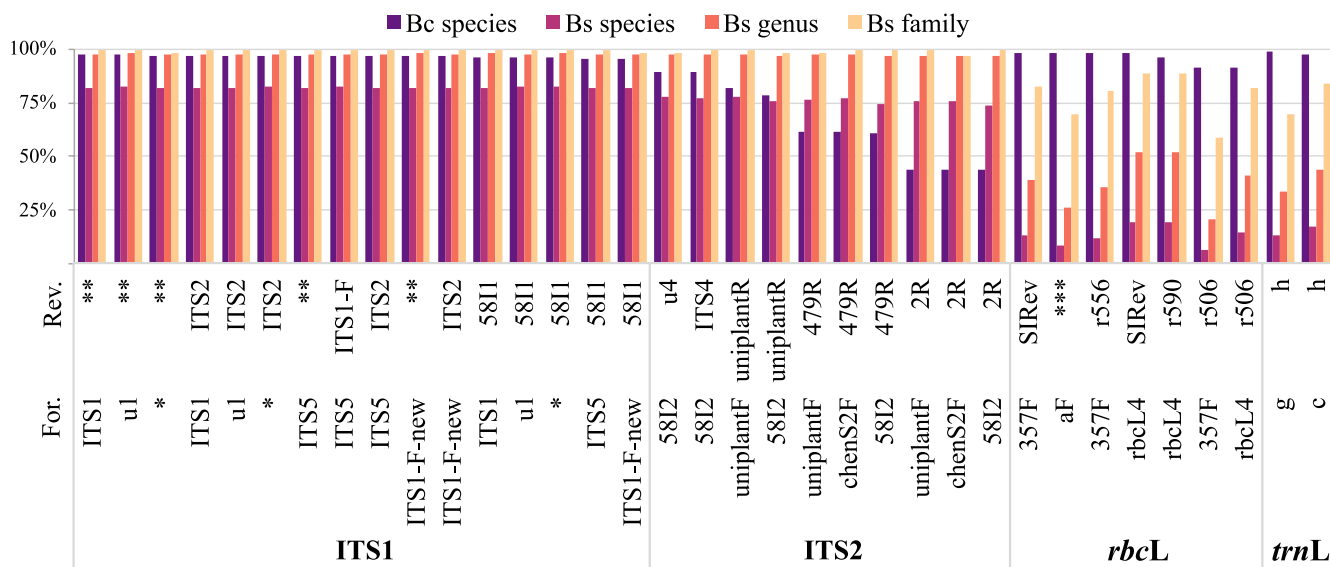 Bc species Bs species Bs genus Bs family
100%
75%
50%
25%
Rev. ** ** ** ITS2 ITS2 ITS2 ** ITS1-F ITS2 ** ITS2 58I1 58I1 58I1 58I1 58I1 u4 ITS4 uniplantR uniplantR 479R 479R 479R 2R 2R 2R SIRev *** r556 SIRev r590 r506 r506 h h
For. ITS1 u1 * ITS1 u1 * ITS5 ITS5 ITS5 ITS1-F-new ITS1-F-new ITS1 u1 * ITS5 ITS1-F-new 58I2 58I2 uniplantF 58I2 uniplantF chenS2F 58I2 uniplantF chenS2F 58I2 357F aF 357F rbcL4 rbcL4 357F rbcL4 g c
ITS1 ITS2 rbcL trnL